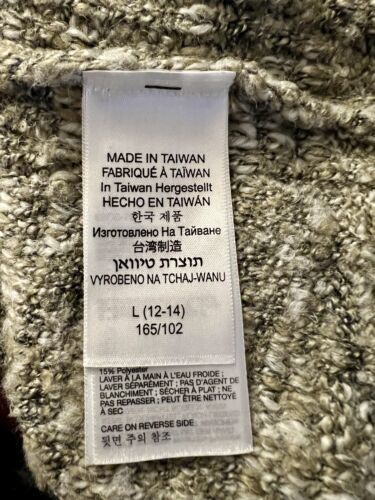 MADE IN TAIWAN
FABRIQUÉ À TAÏWAN
In Taiwan Hergestellt
HECHO EN TAIWÁN
한국 제품
Изготовлено На Тайване
台湾制造
תוצרת טיוואן
VYROBENO NA TCHAJ-WANU
L (12-14)
165/102
15% Polyester
LAVER À LA MAIN À L'EAU FROIDE ;
LAVER SÉPARÉMENT ; PAS D'AGENT DE
BLANCHIMENT ; SÉCHER À PLAT ; NE
PAS REPASSER ; PEUT ÊTRE NETTOYÉ
À SEC
CARE ON REVERSE SIDE :
뒷면 주의 참조